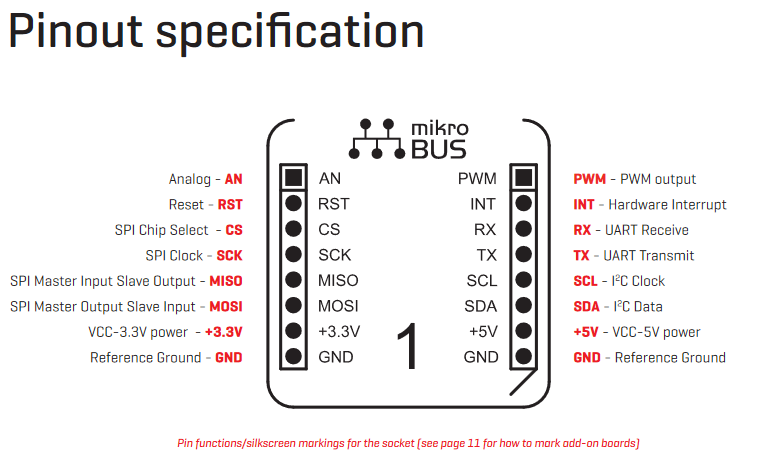 Pinout specification
mikro
BUS
Analog - AN
AN
PWM
PWM - PWM output
Reset - RST
RST
INT
INT - Hardware Interrupt
SPI Chip Select - CS
CS
RX
RX - UART Receive
SPI Clock - SCK
SCK
TX
TX - UART Transmit
SPI Master Input Slave Output - MISO
MISO
SCL
SCL - I²C Clock
SPI Master Output Slave Input - MOSI
MOSI
SDA
SDA - I²C Data
VCC-3.3V power - +3.3V
+3.3V
+5V
+5V - VCC-5V power
Reference Ground - GND
GND
GND
GND - Reference Ground
1
Pin functions/silkscreen markings for the socket (see page 11 for how to mark add-on boards)